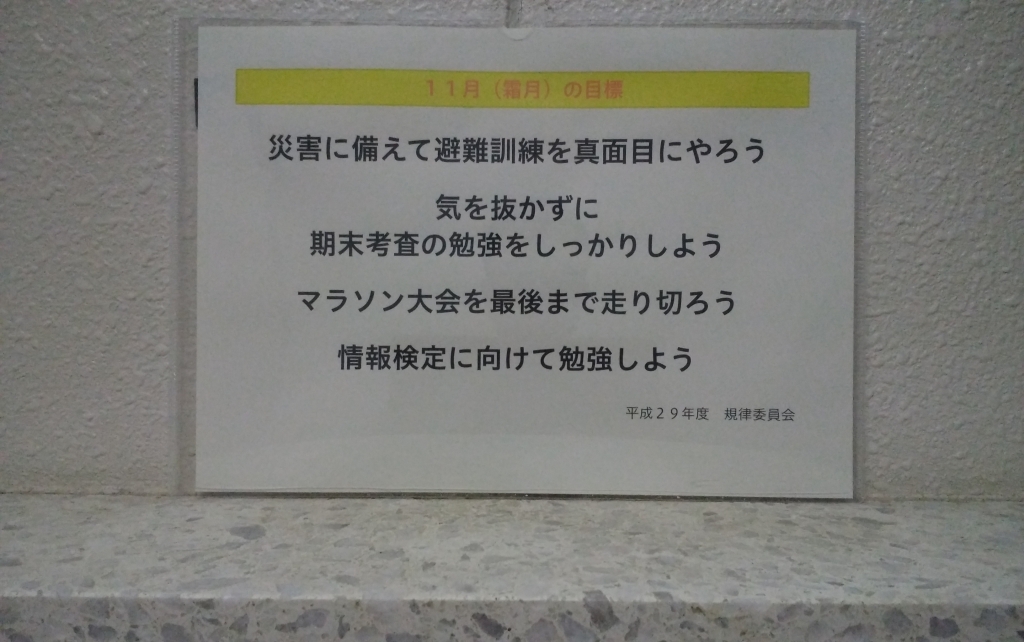 １１月（霜月）の目標
災害に備えて避難訓練を真面目にやろう
気を抜かずに
期末考査の勉強をしっかりしよう
マラソン大会を最後まで走り切ろう
情報検定に向けて勉強しよう
平成２９年度　規律委員会